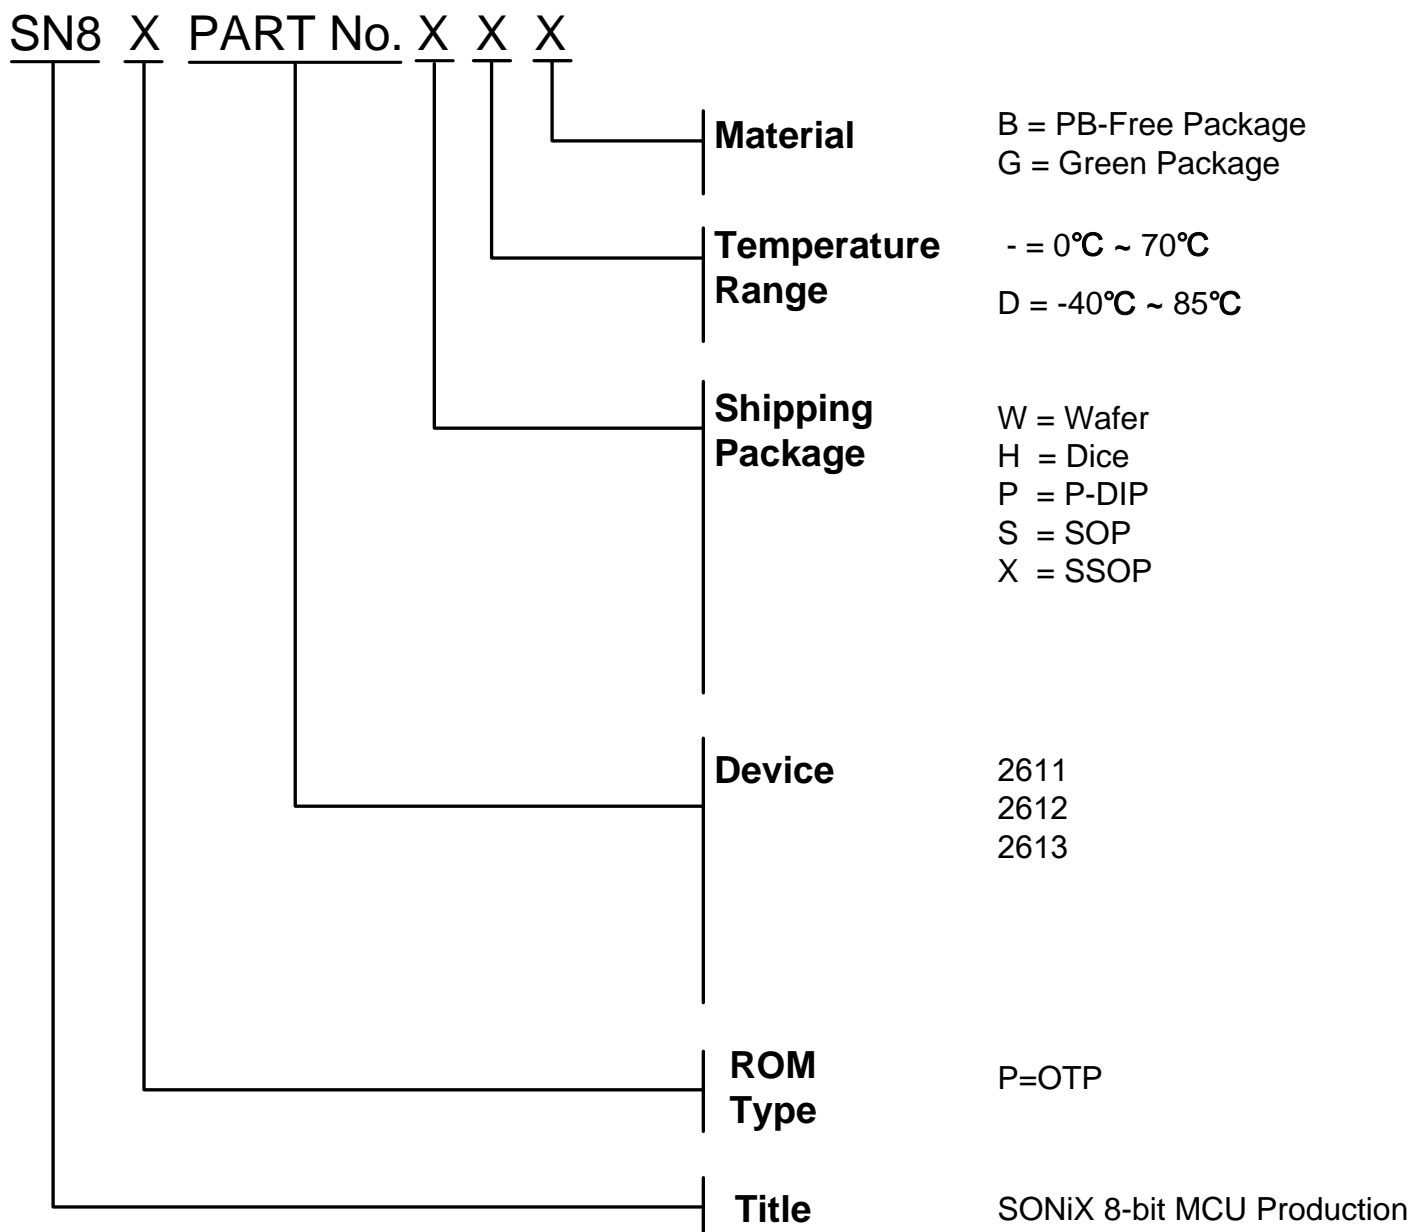 SN8 X PART No. X X X
Material
B = PB-Free Package
G = Green Package
Temperature
Range
- = 0℃ ~ 70℃
D = -40℃ ~ 85℃
Shipping
Package
W = Wafer
H = Dice
P = P-DIP
S = SOP
X = SSOP
Device
2611
2612
2613
ROM
Type
P=OTP
Title
SONiX 8-bit MCU Production